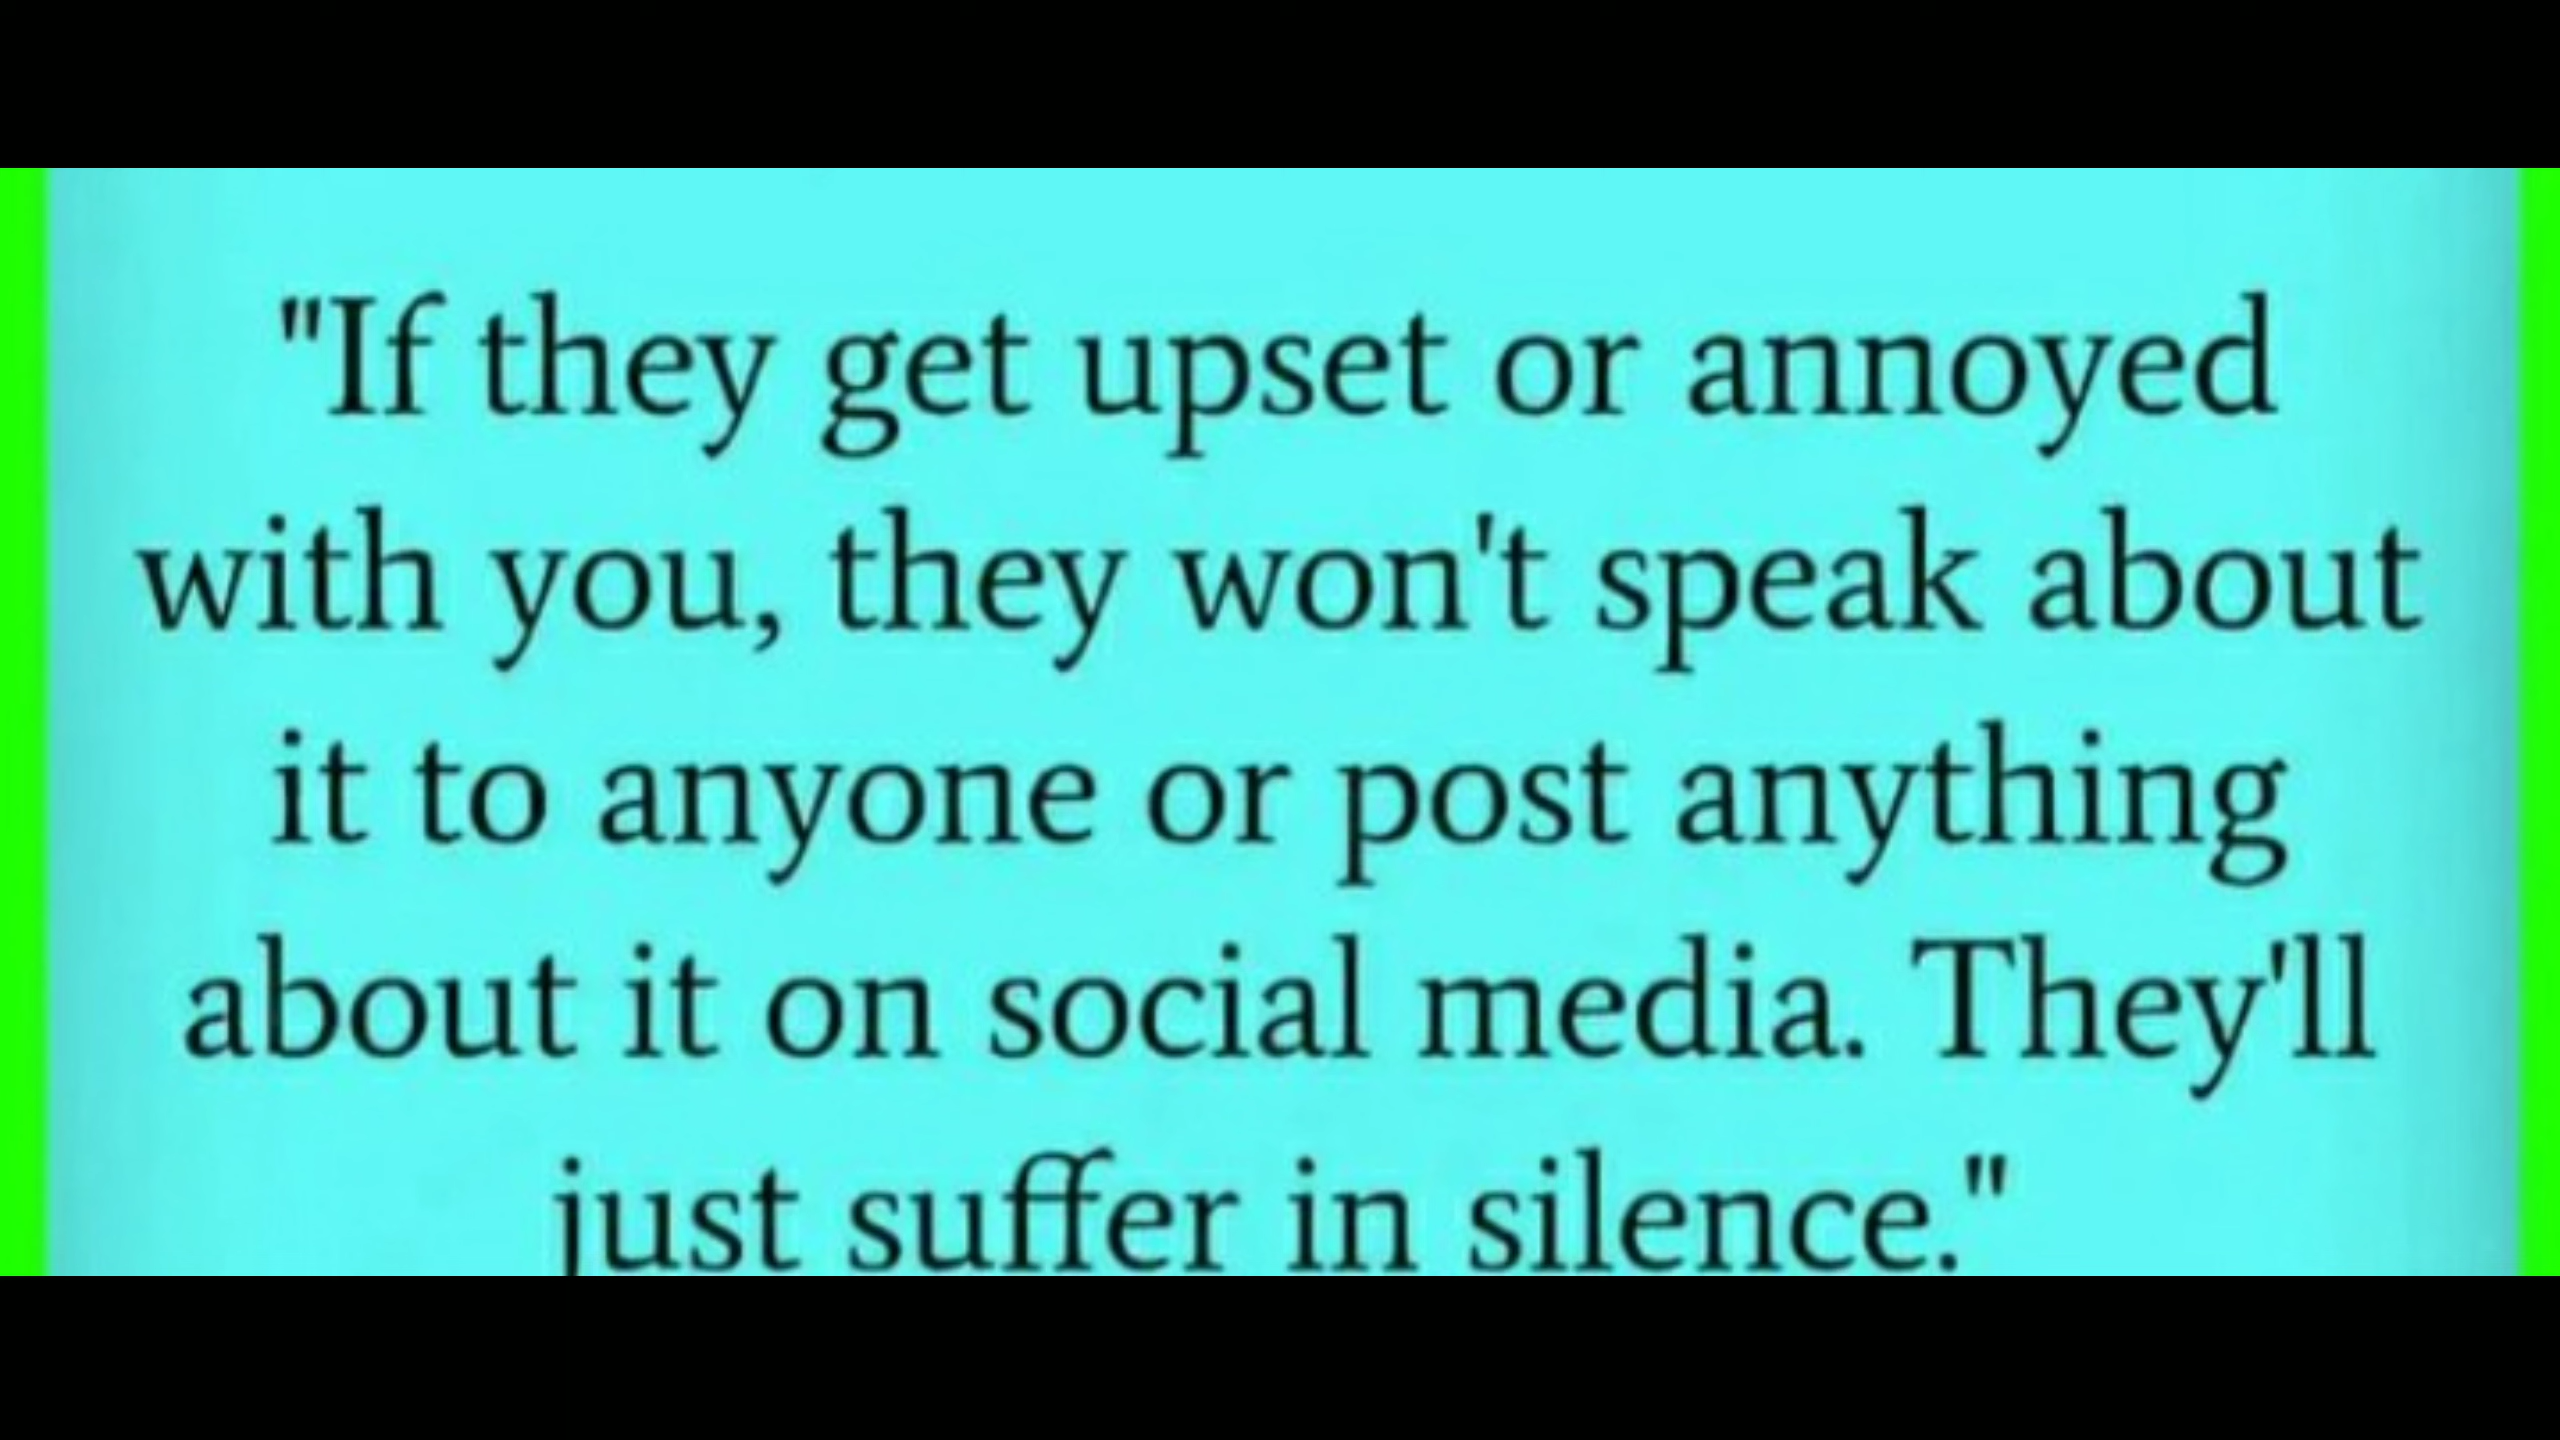 "If they get upset or annoyed
with you, they won't speak about
it to anyone or post anything
about it on social media. They'll
just suffer in silence."